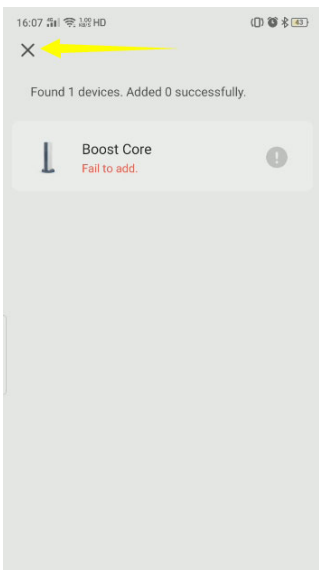 16:07 HD 43
Found 1 devices. Added 0 successfully.
Boost Core
Fail to add.